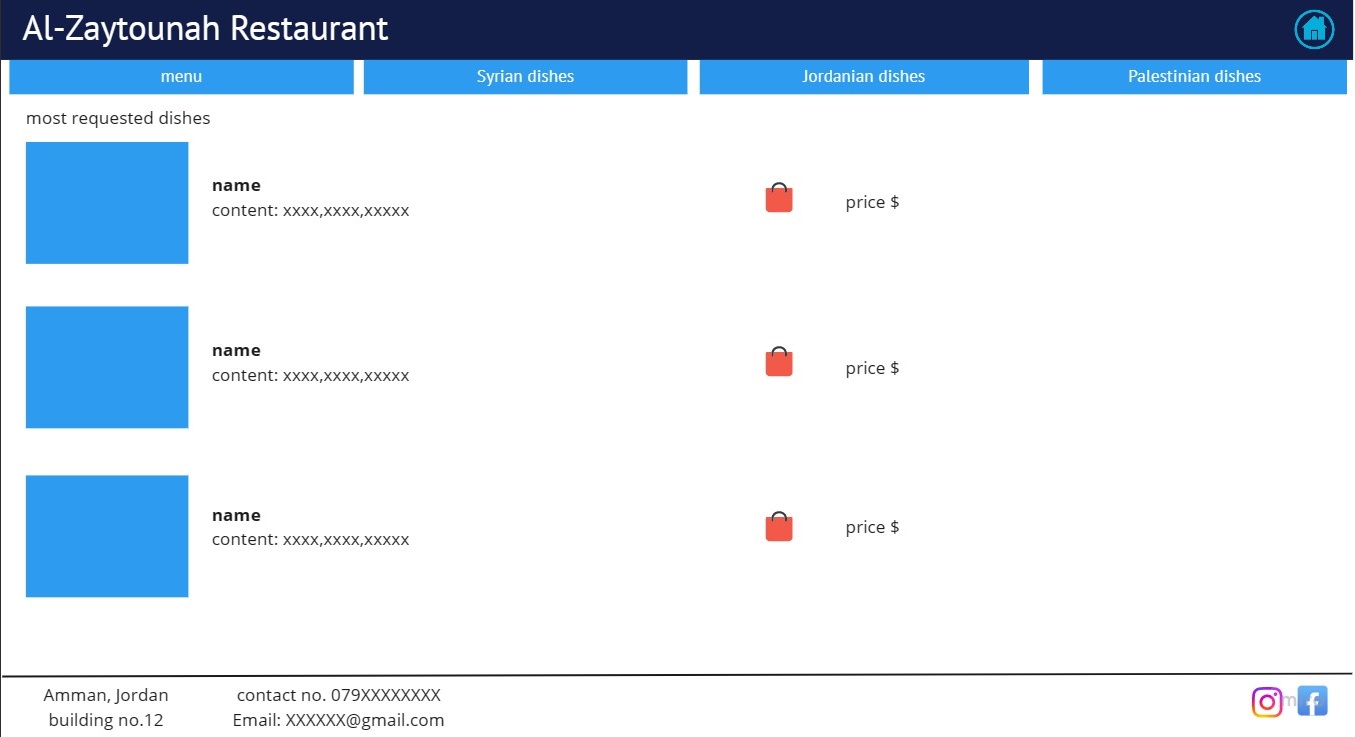 Al-Zaytounah Restaurant
menu
Syrian dishes
Jordanian dishes
Palestinian dishes
most requested dishes
name
content: xxxx,xxxx,xxxxx
price $
name
content: xxxx,xxxx,xxxxx
price $
name
content: xxxx,xxxx,xxxxx
price $
Amman, Jordan
building no.12
contact no. 079XXXXXXXX
Email: XXXXXX@gmail.com